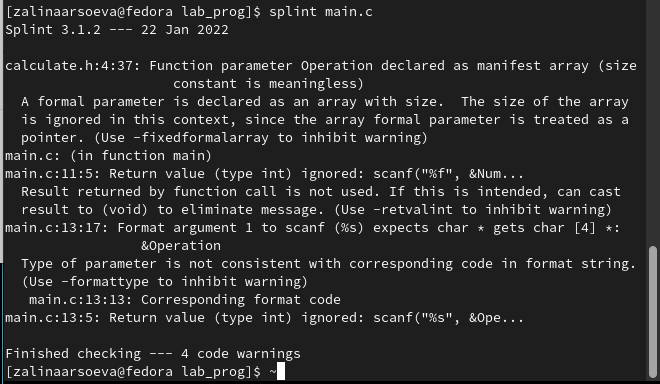 [zalinaarsoeva@fedora lab_prog]$ splint main.c
Splint 3.1.2 --- 22 Jan 2022

calculate.h:4:37: Function parameter Operation declared as manifest array (size
                     constant is meaningless)
  A formal parameter is declared as an array with size.  The size of the array
  is ignored in this context, since the array formal parameter is treated as a
  pointer. (Use -fixedformalarray to inhibit warning)
main.c: (in function main)
main.c:11:5: Return value (type int) ignored: scanf("%f", &Num...
  Result returned by function call is not used. If this is intended, can cast
  result to (void) to eliminate message. (Use -retvalint to inhibit warning)
main.c:13:17: Format argument 1 to scanf (%s) expects char * gets char [4] *:
                 &Operation
  Type of parameter is not consistent with corresponding code in format string.
  (Use -formattype to inhibit warning)
   main.c:13:13: Corresponding format code
main.c:13:5: Return value (type int) ignored: scanf("%s", &Ope...

Finished checking --- 4 code warnings
[zalinaarsoeva@fedora lab_prog]$ ~